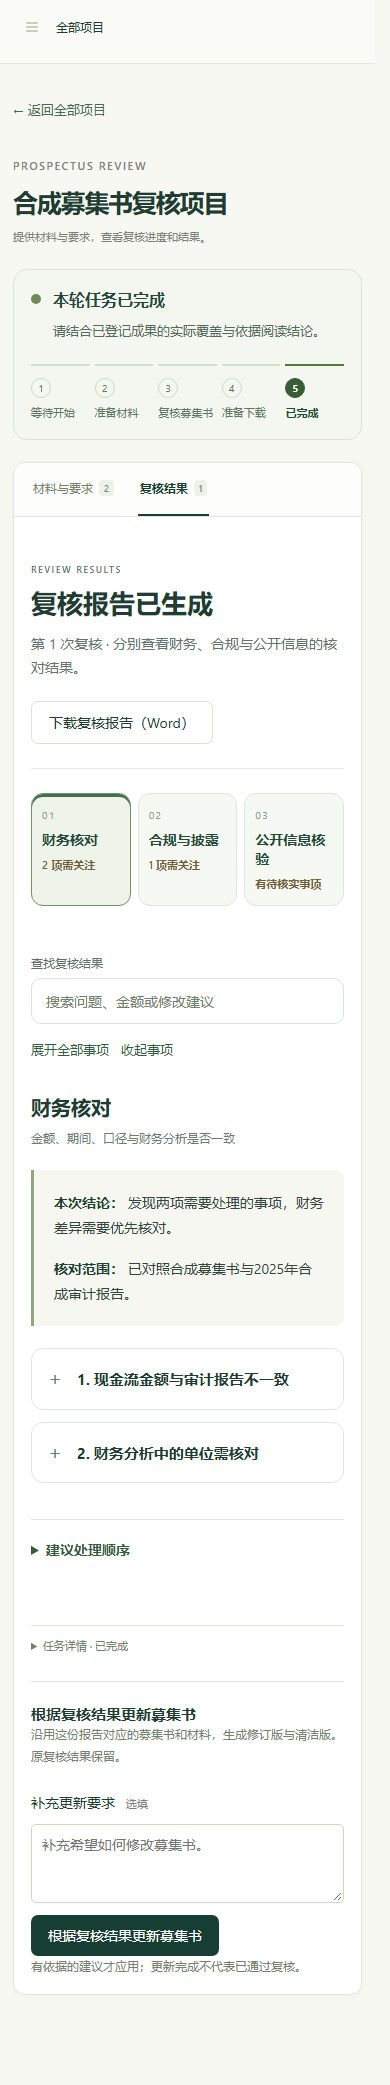 全部项目
← 返回全部项目
PROSPECTUS REVIEW
合成募集书复核项目
提供材料与要求，查看复核进度和结果。
本轮任务已完成
请结合已登记成果的实际覆盖与依据阅读结论。
1 2 3 4 5
等待开始 准备材料 复核募集书 准备下载 已完成
材料与要求 2 复核结果 1
REVIEW RESULTS
复核报告已生成
第 1 次复核 · 分别查看财务、合规与公开信息的核
对结果。
下载复核报告（Word）
01
财务核对
2 项需关注
02
合规与披露
1 项需关注
03
公开信息核
验
有待核实事项
查找复核结果
搜索问题、金额或修改建议
展开全部事项 收起事项
财务核对
金额、期间、口径与财务分析是否一致
本次结论： 发现两项需要处理的事项，财务
差异需要优先核对。
核对范围： 已对照合成募集书与2025年合
成审计报告。
+ 1. 现金流金额与审计报告不一致
+ 2. 财务分析中的单位需核对
▶ 建议处理顺序
▶ 任务详情 · 已完成
根据复核结果更新募集书
沿用这份报告对应的募集书和材料，生成修订版与清洁版。
原复核结果保留。
补充更新要求 选填
补充希望如何修改募集书。
根据复核结果更新募集书
有依据的建议才应用；更新完成不代表已通过复核。